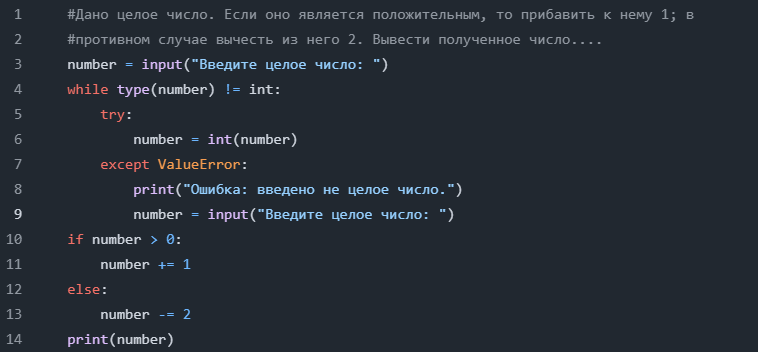 1 #Дано целое число. Если оно является положительным, то прибавить к нему 1; в
2 #противном случае вычесть из него 2. Вывести полученное число....
3 number = input("Введите целое число: ")
4 while type(number) != int:
5     try:
6         number = int(number)
7     except ValueError:
8         print("Ошибка: введено не целое число.")
9         number = input("Введите целое число: ")
10 if number > 0:
11     number += 1
12 else:
13     number -= 2
14 print(number)